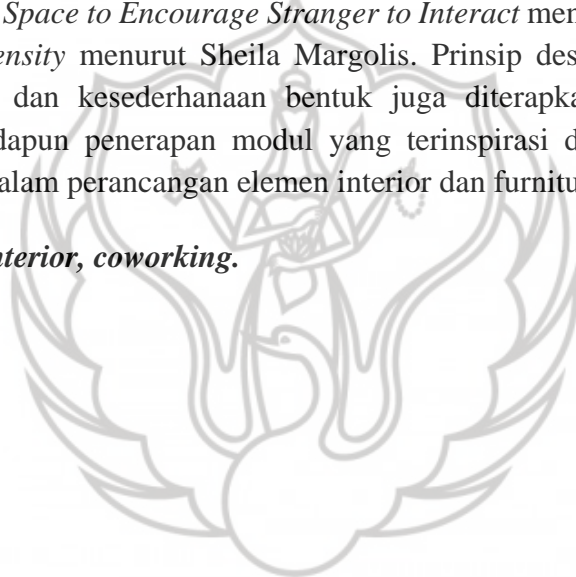 Space to Encourage Stranger to Interact men
ensity menurut Sheila Margolis. Prinsip des
dan kesederhanaan bentuk juga diterapka
dapun penerapan modul yang terinspirasi d
alam perancangan elemen interior dan furnitu
nterior, coworking.